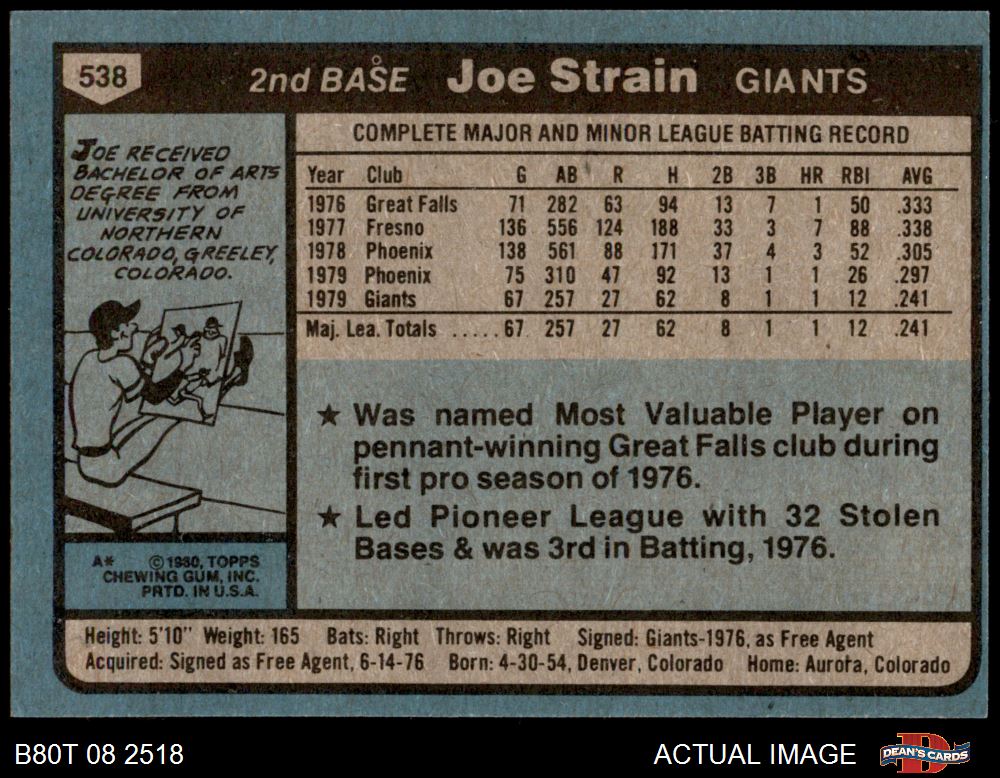 538 2nd BASE Joe Strain GIANTS
JOE RECEIVED
BACHELOR OF ARTS
DEGREE FROM
UNIVERSITY OF
NORTHERN
COLORADO, GREELEY,
COLORADO.
COMPLETE MAJOR AND MINOR LEAGUE BATTING RECORD
Year Club G AB R H 2B 3B HR RBI AVG
1976 Great Falls 71 282 63 94 13 7 1 50 .333
1977 Fresno 136 556 124 188 33 3 7 88 .338
1978 Phoenix 138 561 88 171 37 4 3 52 .305
1979 Phoenix 75 310 47 92 13 1 1 26 .297
1979 Giants 67 257 27 62 8 1 1 12 .241
Maj. Lea. Totals .....67 257 27 62 8 1 1 12 .241
★ Was named Most Valuable Player on
pennant-winning Great Falls club during
first pro season of 1976.
★ Led Pioneer League with 32 Stolen
Bases & was 3rd in Batting, 1976.
A* ©1980, TOPPS
CHEWING GUM, INC.
PRTD. IN U.S.A.
Height: 5'10" Weight: 165 Bats: Right Throws: Right Signed: Giants-1976, as Free Agent
Acquired: Signed as Free Agent, 6-14-76 Born: 4-30-54, Denver, Colorado Home: Aurora, Colorado
B80T 08 2518 ACTUAL IMAGE DEAN'S CARDS